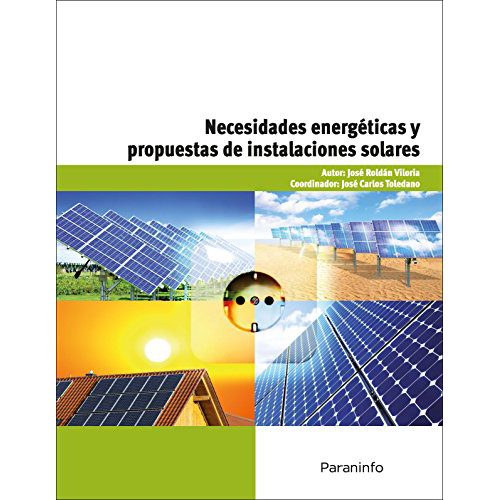 Necesidades energéticas y
propuestas de instalaciones solares
Autor: José Roldán Viloria
Coordinador: José Carlos Toledano
Paraninfo